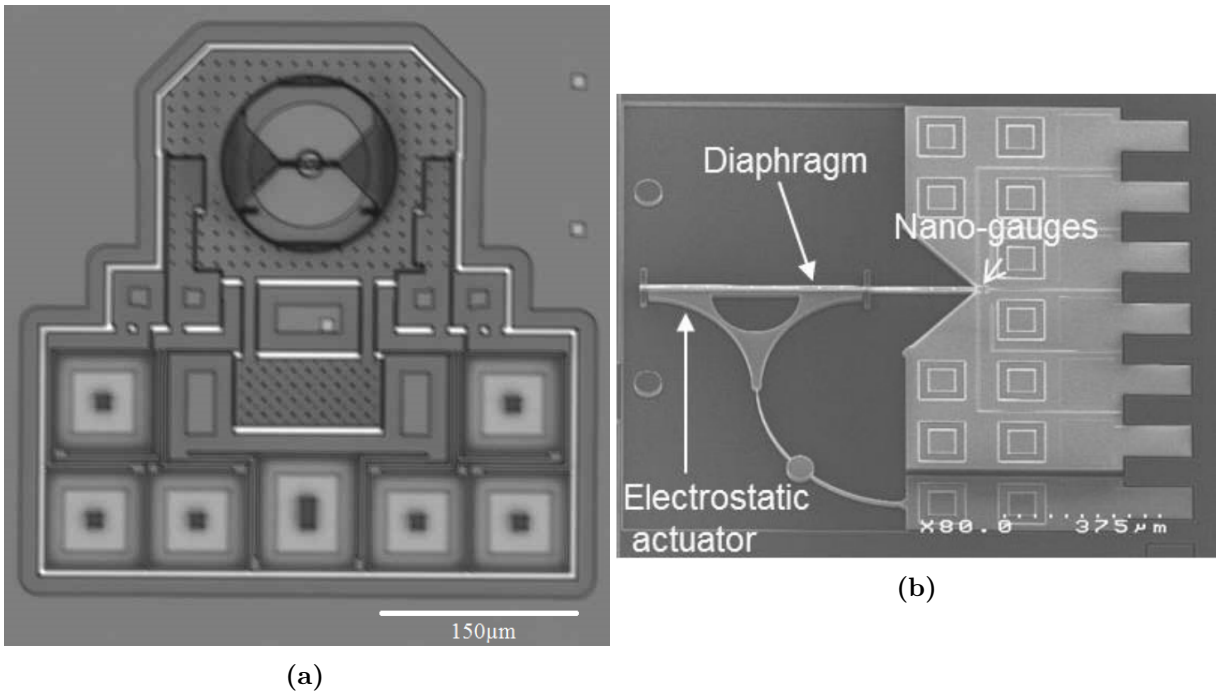 150µm
(a)
Diaphragm
Nano-gauges
Electrostatic
actuator
X80.0 375µm
(b)